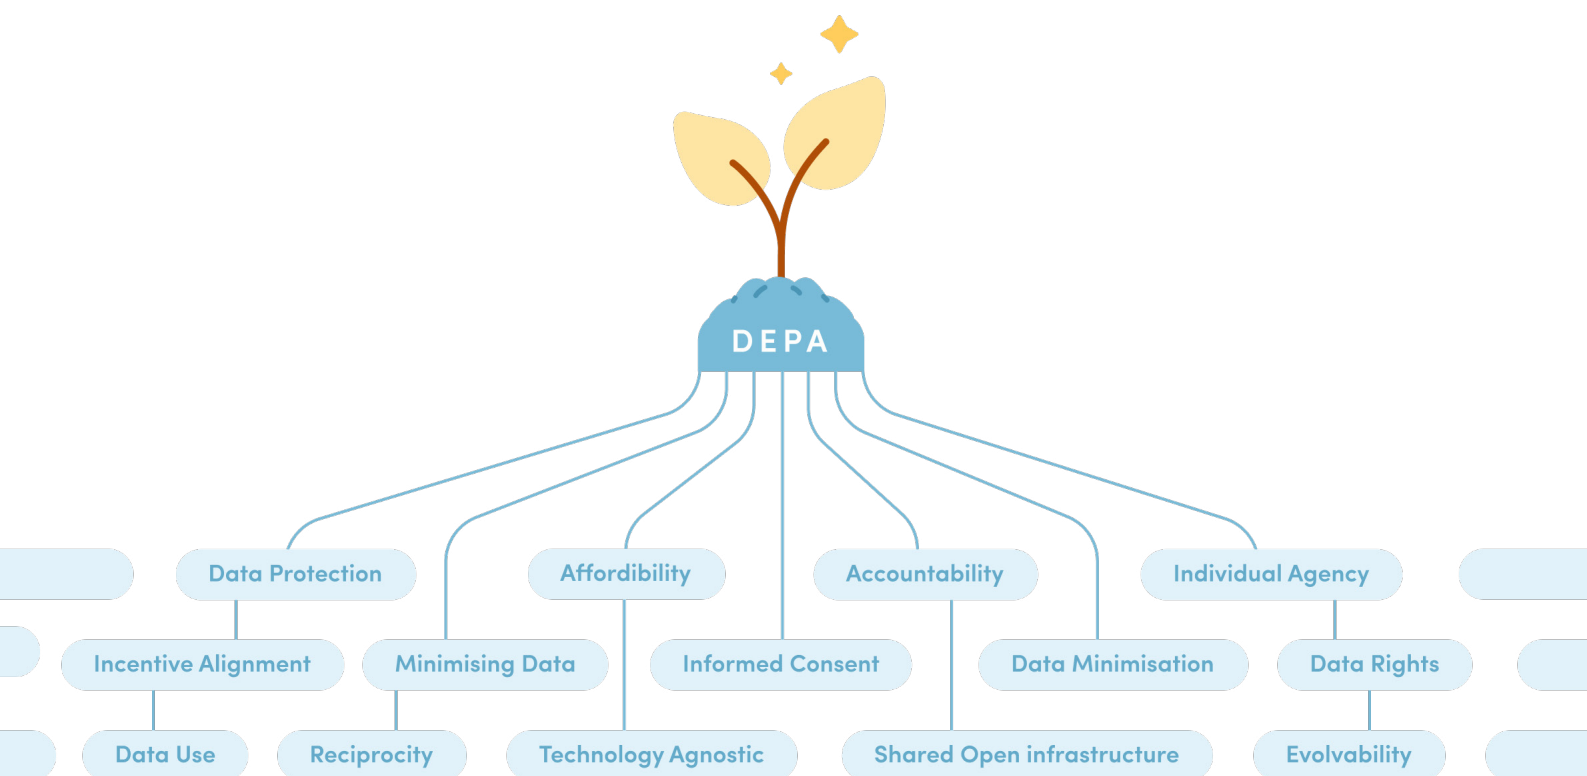 DEPA
Data Protection
Affordibility
Accountability
Individual Agency
Incentive Alignment
Minimising Data
Informed Consent
Data Minimisation
Data Rights
Data Use
Reciprocity
Technology Agnostic
Shared Open infrastructure
Evolvability